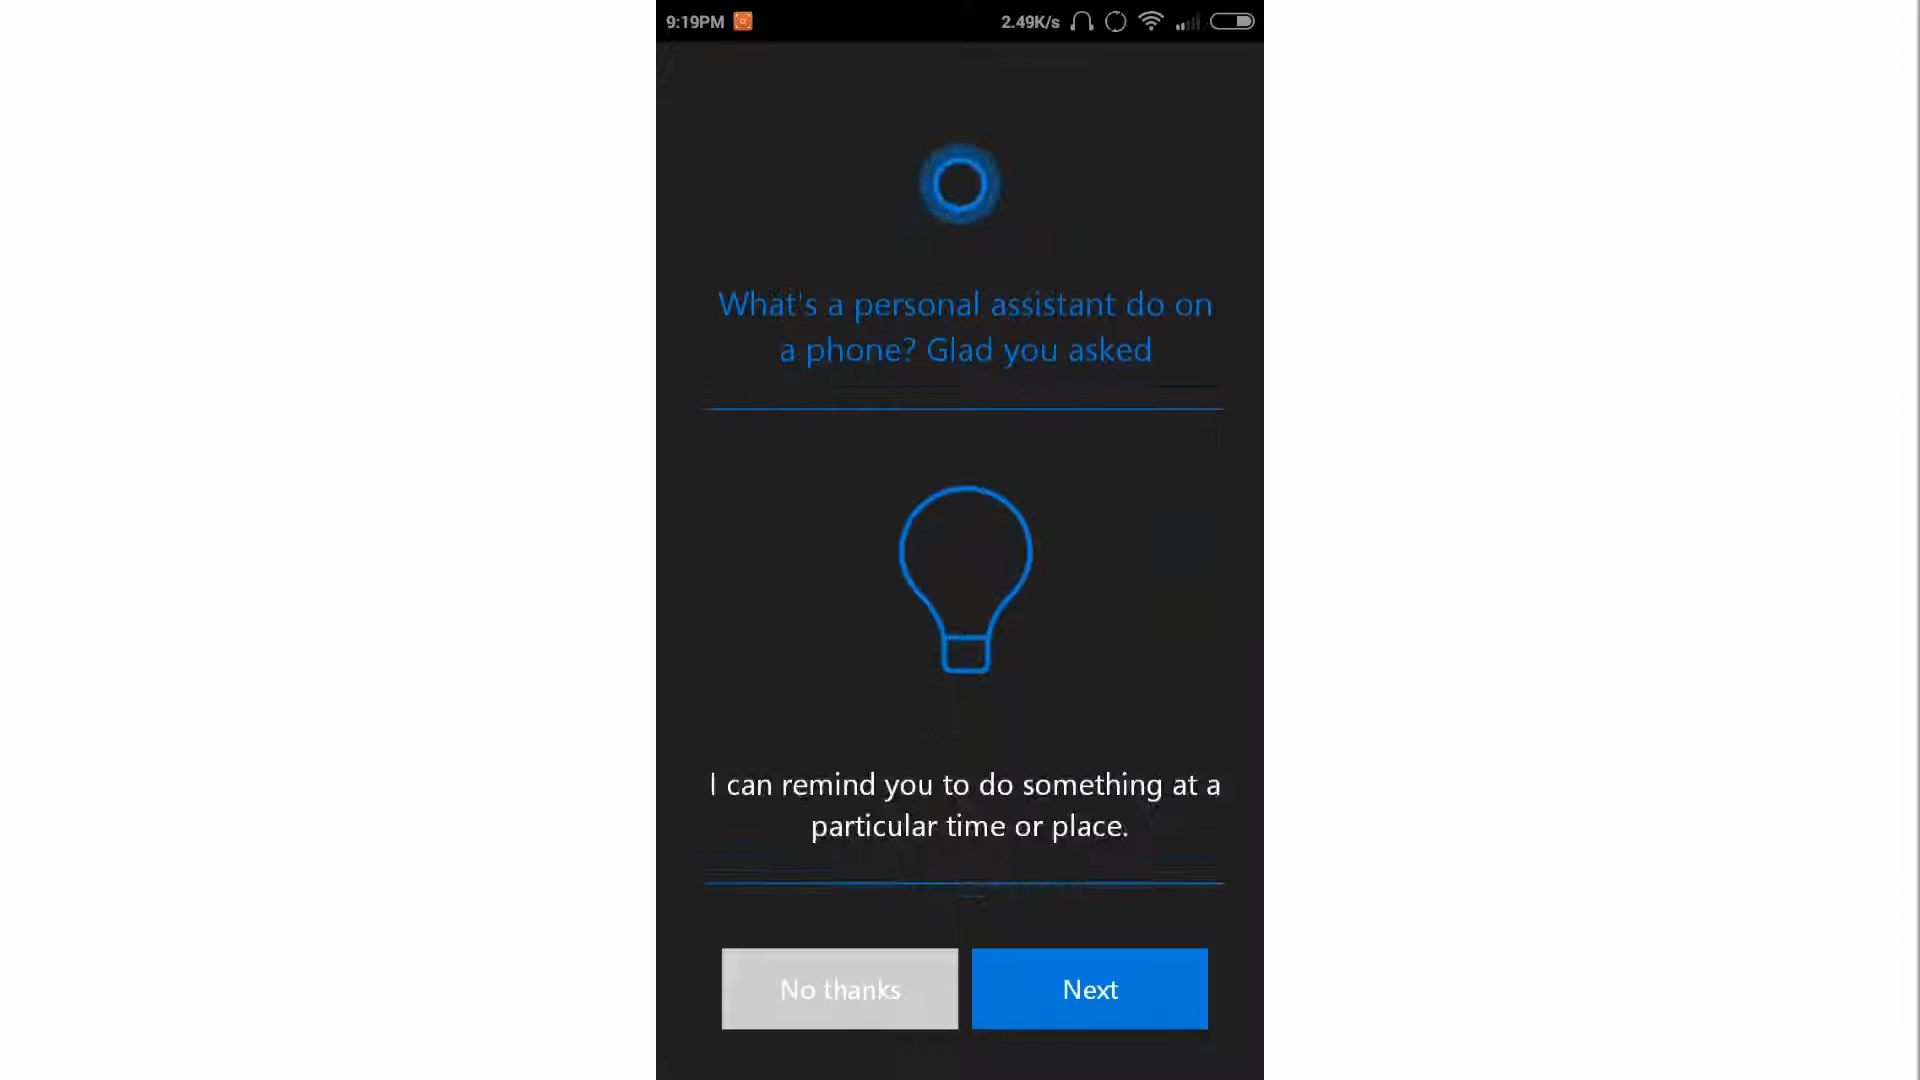 9:19PM 2.49K/s
What's a personal assistant do on
a phone? Glad you asked
I can remind you to do something at a
particular time or place.
No thanks Next